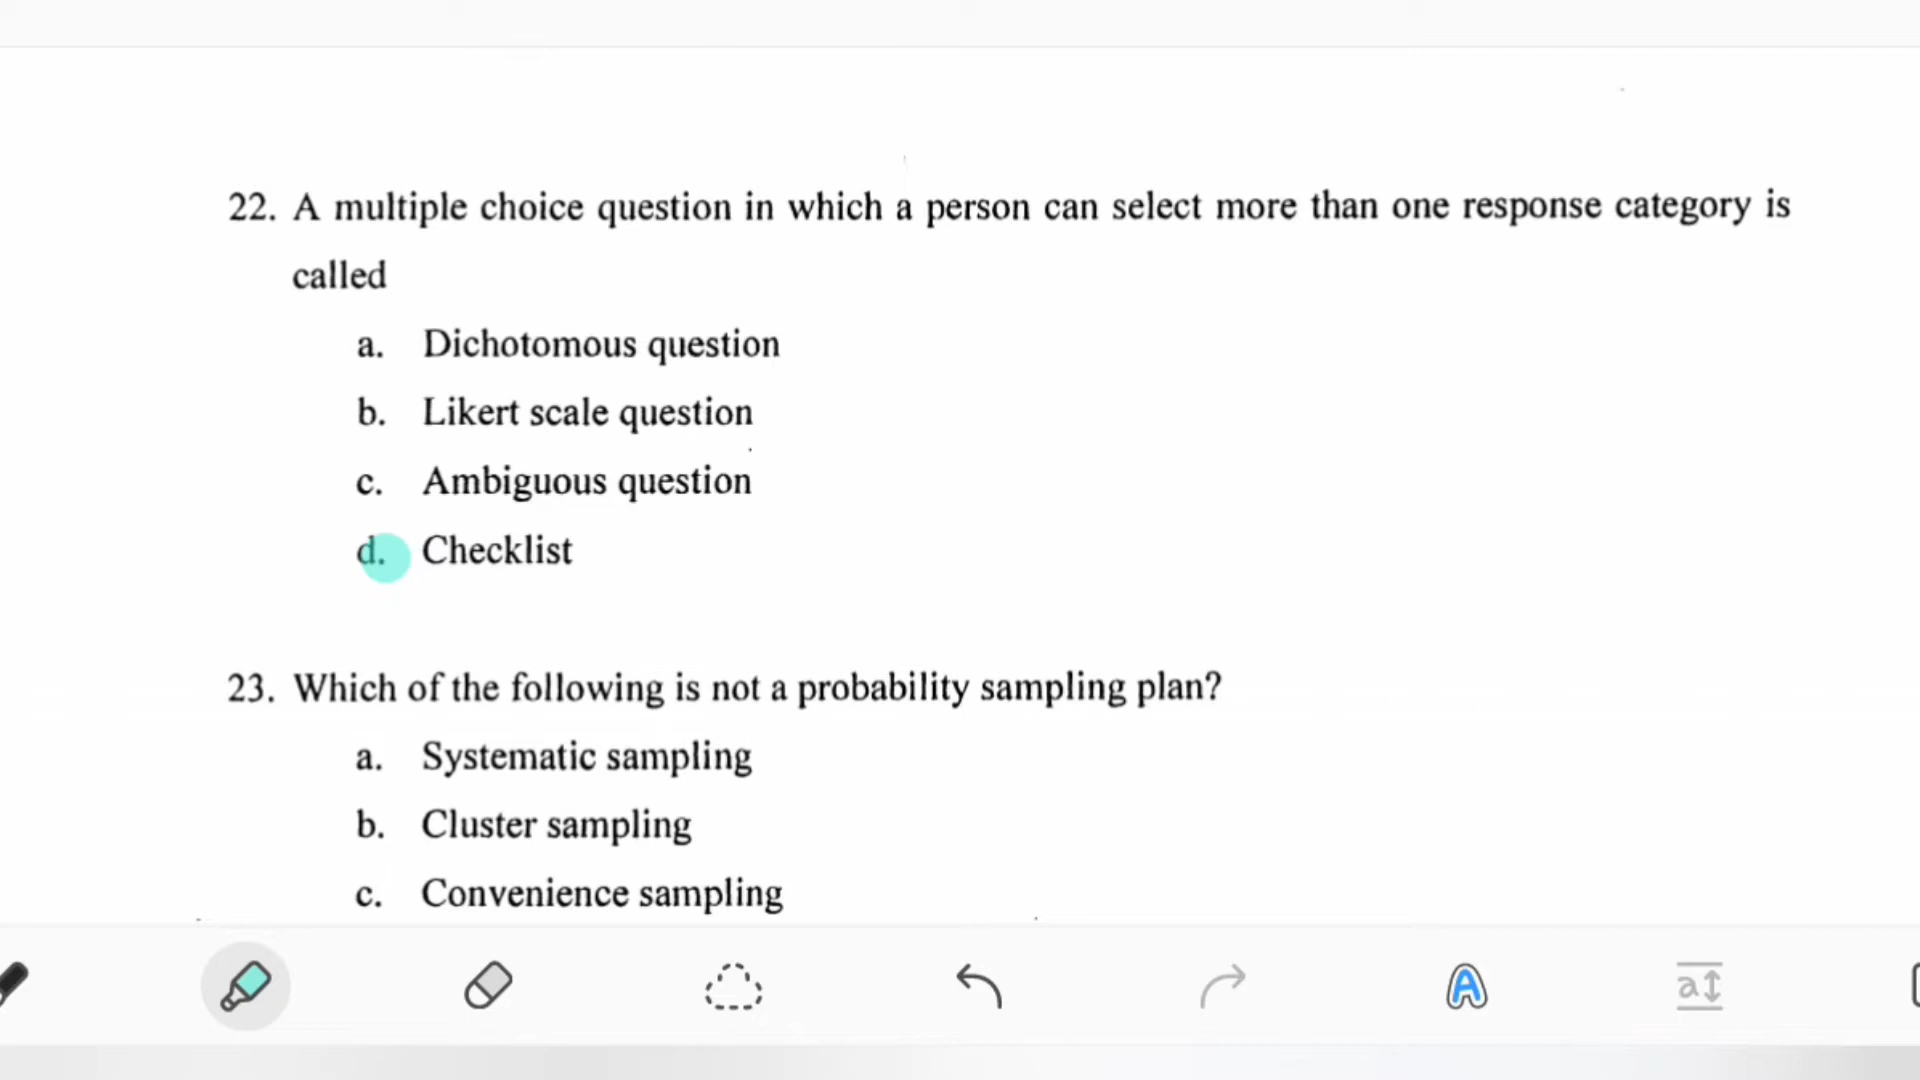 22. A multiple choice question in which a person can select more than one response category is
called
a. Dichotomous question
b. Likert scale question
c. Ambiguous question
d. Checklist
23. Which of the following is not a probability sampling plan?
a. Systematic sampling
b. Cluster sampling
c. Convenience sampling
A
a